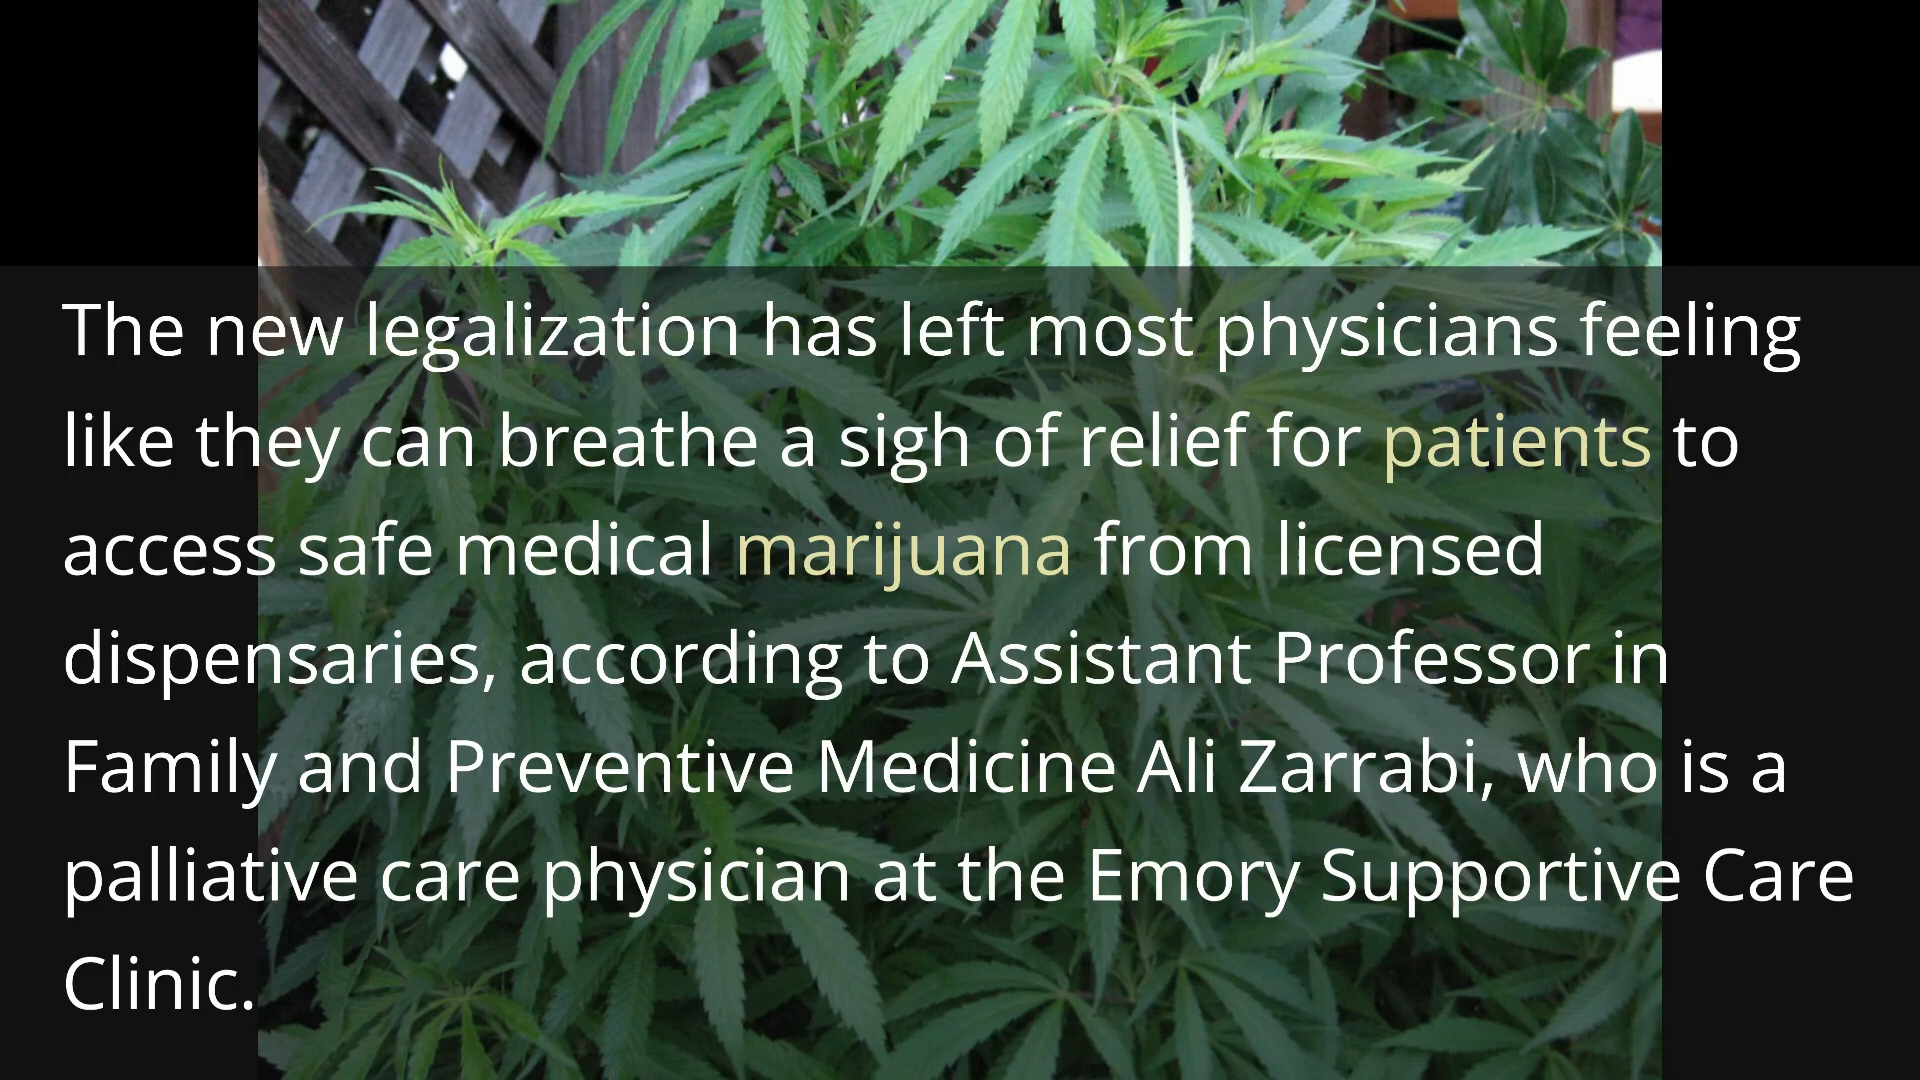 The new legalization has left most physicians feeling
like they can breathe a sigh of relief for patients to
access safe medical marijuana from licensed
dispensaries, according to Assistant Professor in
Family and Preventive Medicine Ali Zarrabi, who is a
palliative care physician at the Emory Supportive Care
Clinic.